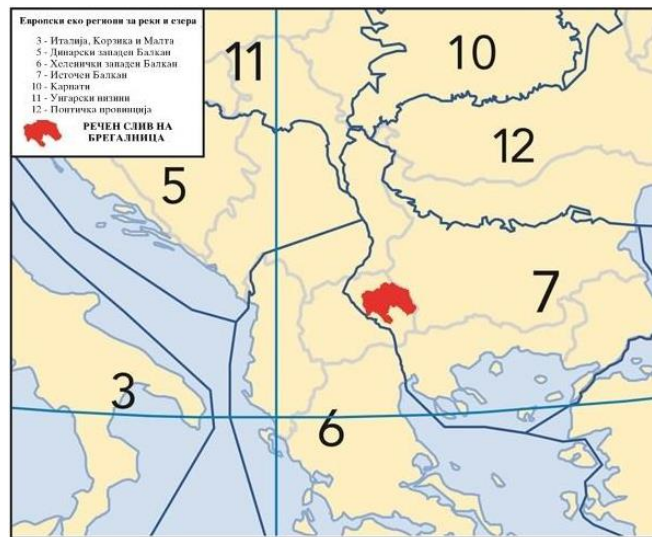 Европски еко региони за реки и езера
3 - Италија, Корзика и Малта
5 - Динарски западен Балкан
6 - Хеленички западен Балкан
7 - Источен Балкан
10 - Карпати
11 - Унгарски низини
12 - Понтичка провинција
РЕЧЕН СЛИВ НА
БРЕГАЛНИЦА
11
10
12
5
7
3
6